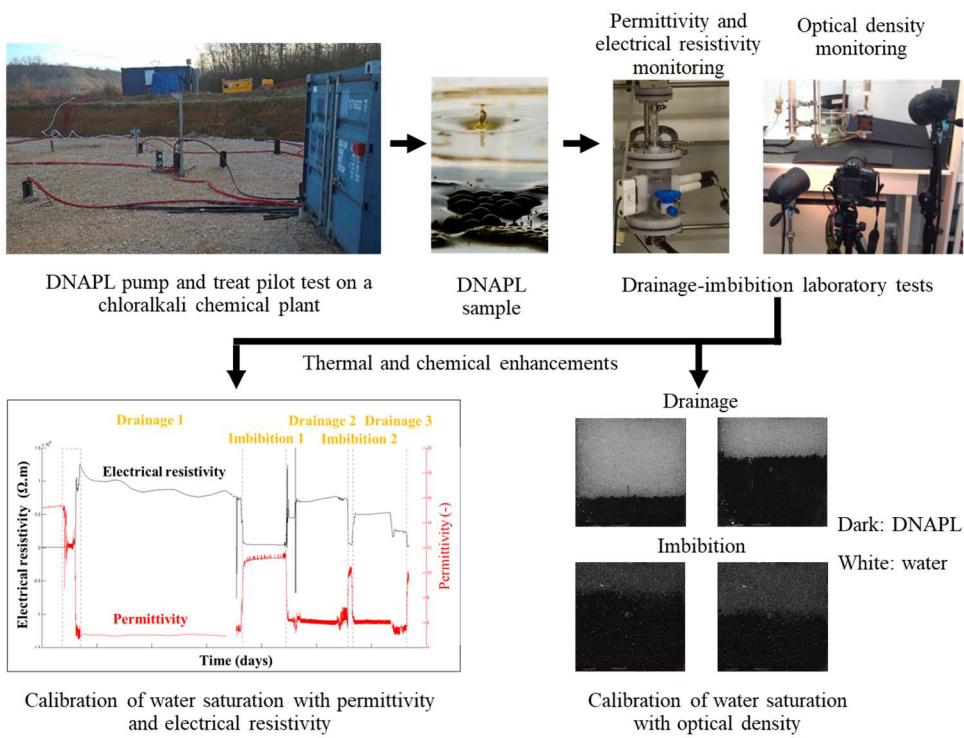 Permittivity and
electrical resistivity
monitoring
Optical density
monitoring
DNAPL pump and treat pilot test on a
chloralkali chemical plant
DNAPL
sample
Drainage-imbibition laboratory tests
Thermal and chemical enhancements
Drainage 1
Drainage 2
Drainage 3
Imbibition 1
Imbibition 2
Electrical resistivity
Electrical resistivity (Ω.m)
Permittivity (-)
Permittivity
Time (days)
Drainage
Imbibition
Dark: DNAPL
White: water
Calibration of water saturation with permittivity
and electrical resistivity
Calibration of water saturation
with optical density